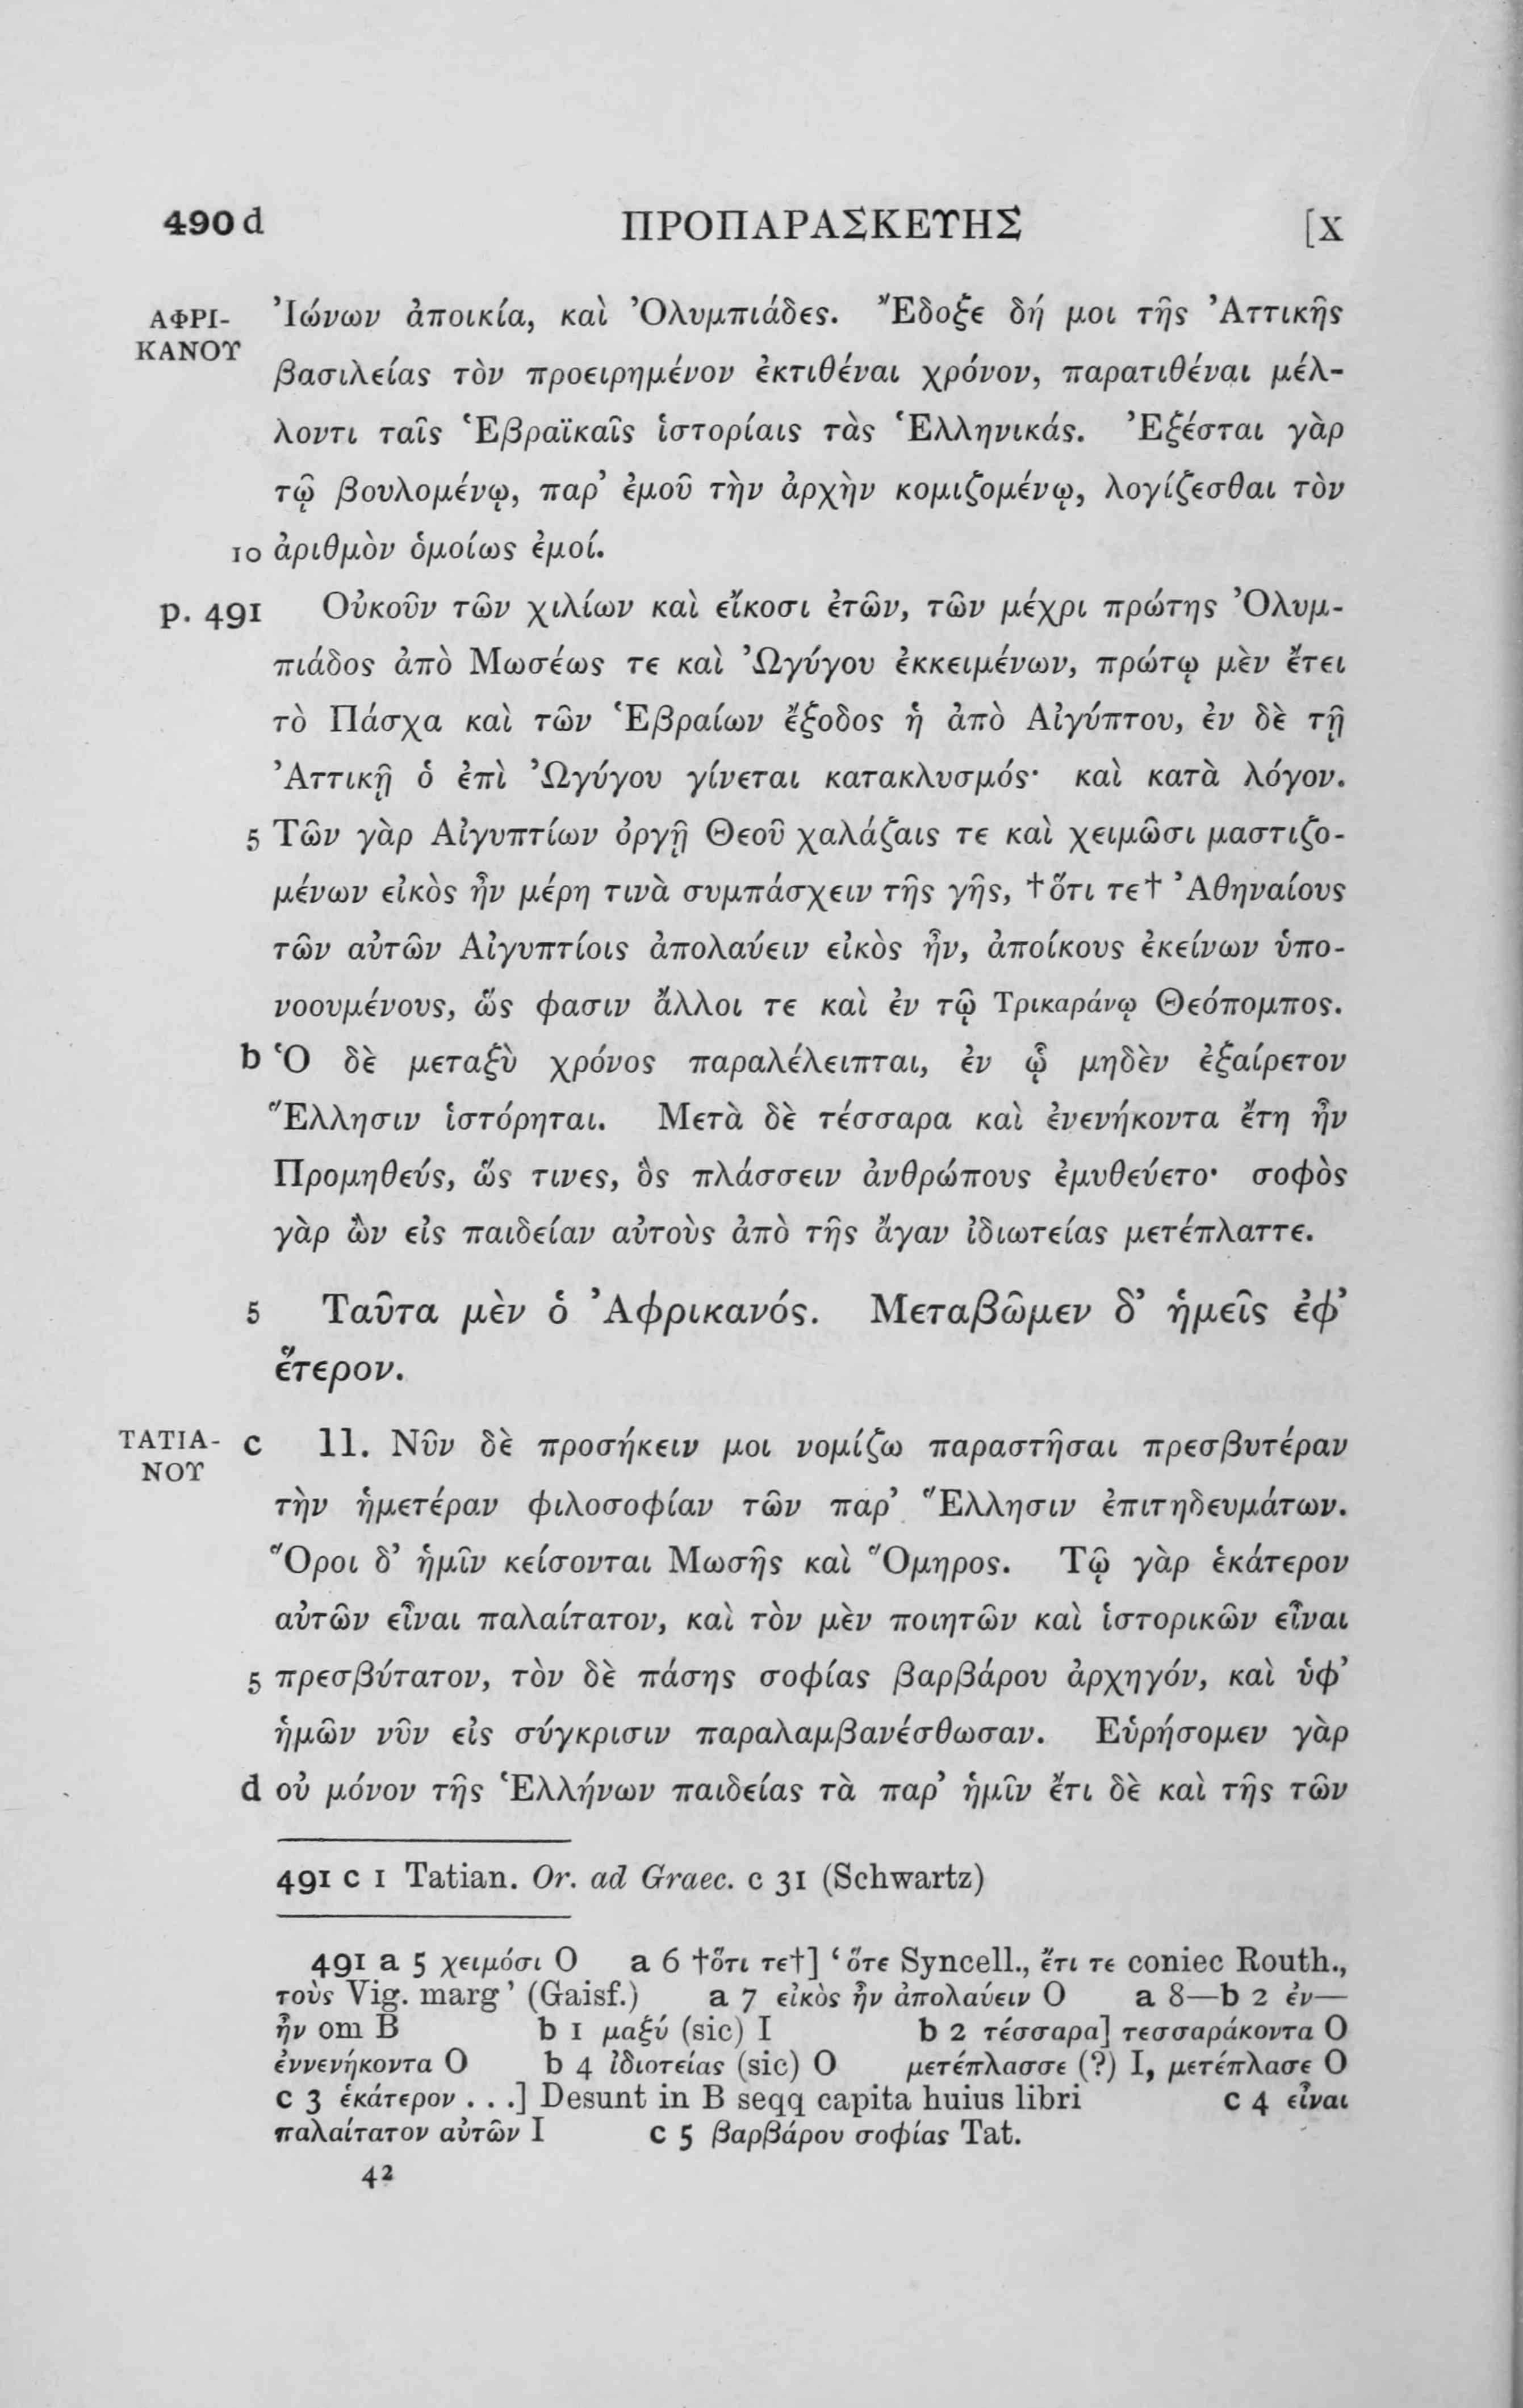 490 d ΠΡΟΠΑΡΑΣΚΕΥΗΣ [X
ΑΦΡΙ- Ἰώνων ἀποικία, καὶ Ὀλυμπιάδες. Ἔδοξε δή μοι τῆς Ἀττικῆς
ΚΑΝΟΥ βασιλείας τὸν προειρημένον ἐκτιθέναι χρόνον, παρατιθέναι μέλ-
λοντι ταῖς Ἑβραϊκαῖς ἱστορίαις τὰς Ἑλληνικάς. Ἐξέσται γὰρ
τῷ βουλομένῳ, παρ’ ἐμοῦ τὴν ἀρχὴν κομιζομένῳ, λογίζεσθαι τὸν
10 ἀριθμὸν ὁμοίως ἐμοί.
p. 491 Οὐκοῦν τῶν χιλίων καὶ εἴκοσι ἐτῶν, τῶν μέχρι πρώτης Ὀλυμ-
πιάδος ἀπὸ Μωσέως τε καὶ Ὠγύγου ἐκκειμένων, πρώτῳ μὲν ἔτει
τὸ Πάσχα καὶ τῶν Ἑβραίων ἔξοδος ἡ ἀπὸ Αἰγύπτου, ἐν δὲ τῇ
Ἀττικῇ ὁ ἐπὶ Ὠγύγου γίνεται κατακλυσμός· καὶ κατὰ λόγον.
5 Τῶν γὰρ Αἰγυπτίων ὀργῇ Θεοῦ χαλάζαις τε καὶ χειμῶσι μαστιζο-
μένων εἰκὸς ἦν μέρη τινὰ συμπάσχειν τῆς γῆς, †ὅτι τε† Ἀθηναίους
τῶν αὐτῶν Αἰγυπτίοις ἀπολαύειν εἰκὸς ἦν, ἀποίκους ἐκείνων ὑπο-
νοουμένους, ὥς φασιν ἄλλοι τε καὶ ἐν τῷ Τρικαράνῳ Θεόπομπος.
b Ὁ δὲ μεταξὺ χρόνος παραλέλειπται, ἐν ᾧ μηδὲν ἐξαίρετον
Ἕλλησιν ἱστόρηται. Μετὰ δὲ τέσσαρα καὶ ἐνενήκοντα ἔτη ἦν
Προμηθεύς, ὥς τινες, ὃς πλάσσειν ἀνθρώπους ἐμυθεύετο· σοφὸς
γὰρ ὢν εἰς παιδείαν αὐτοὺς ἀπὸ τῆς ἄγαν ἰδιωτείας μετέπλαττε.
5 Ταῦτα μὲν ὁ Ἀφρικανός. Μεταβῶμεν δ’ ἡμεῖς ἐφ’
ἕτερον.
ΤΑΤΙΑ- c 11. Νῦν δὲ προσήκειν μοι νομίζω παραστῆσαι πρεσβυτέραν
ΝΟΥ τὴν ἡμετέραν φιλοσοφίαν τῶν παρ’ Ἕλλησιν ἐπιτηδευμάτων.
Ὅροι δ’ ἡμῖν κείσονται Μωσῆς καὶ Ὅμηρος. Τῷ γὰρ ἑκάτερον
αὐτῶν εἶναι παλαίτατον, καὶ τὸν μὲν ποιητῶν καὶ ἱστορικῶν εἶναι
5 πρεσβύτατον, τὸν δὲ πάσης σοφίας βαρβάρου ἀρχηγόν, καὶ ὑφ’
ἡμῶν νῦν εἰς σύγκρισιν παραλαμβανέσθωσαν. Εὑρήσομεν γὰρ
d οὐ μόνον τῆς Ἑλλήνων παιδείας τὰ παρ’ ἡμῖν ἔτι δὲ καὶ τῆς τῶν
491 c 1 Tatian. Or. ad Graec. c 31 (Schwartz)
491 a 5 χειμόσι O a 6 †ὅτι τε†] ‘ὅτε Syncell., ἔτι τε coniec Routh.,
τοὺς Vig. marg’ (Gaisf.) a 7 εἰκὸς ἦν ἀπολαύειν O a 8—b 2 ἐν—
ἦν om B b 1 μαξύ (sic) I b 2 τέσσαρα] τεσσαράκοντα O
ἐννενήκοντα O b 4 ἰδιοτείας (sic) O μετέπλασσε (?) I, μετέπλασε O
c 3 ἑκάτερον . . .] Desunt in B seqq capita huius libri c 4 εἶναι
παλαίτατον αὐτῶν I c 5 βαρβάρου σοφίας Tat.
42